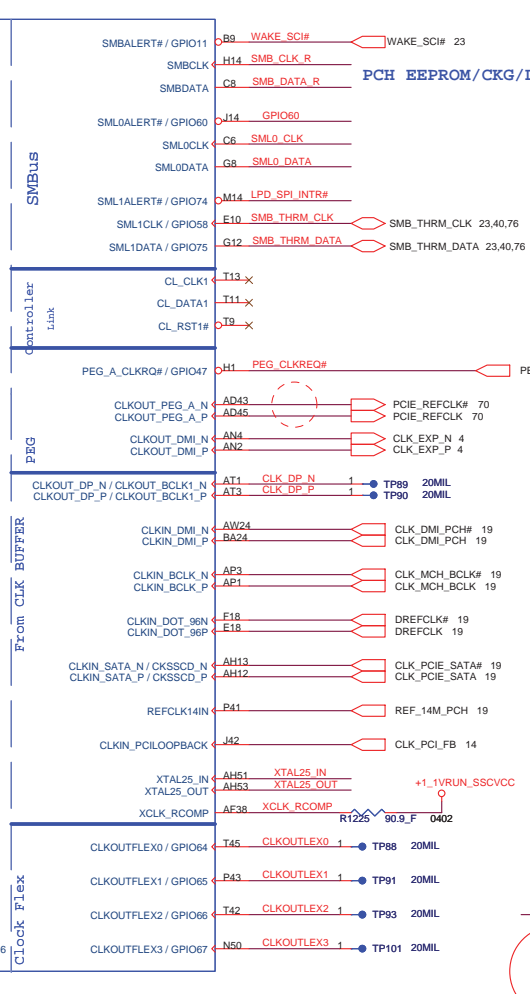 SMBALERT# / GPIO11 B9 WAKE_SCI# WAKE_SCI# 23
SMBCLK H14 SMB_CLK_R
PCH EEPROM/CKG/
SMBDATA C8 SMB_DATA_R
SML0ALERT# / GPIO60 J14 GPIO60
SML0CLK C6 SML0_CLK
SML0DATA G8 SML0_DATA
SMBus
SML1ALERT# / GPIO74 M14 LPD_SPI_INTR#
SML1CLK / GPIO58 E10 SMB_THRM_CLK SMB_THRM_CLK 23,40,76
SML1DATA / GPIO75 G12 SMB_THRM_DATA SMB_THRM_DATA 23,40,76
CL_CLK1 T13
CL_DATA1 T11
CL_RST1# T9
Controller
Link
PEG_A_CLKRQ# / GPIO47 H1 PEG_CLKREQ#
CLKOUT_PEG_A_N AD43 PCIE_REFCLK# 70
CLKOUT_PEG_A_P AD45 PCIE_REFCLK 70
CLKOUT_DMI_N AN4 CLK_EXP_N 4
CLKOUT_DMI_P AN2 CLK_EXP_P 4
PEG
CLKOUT_DP_N / CLKOUT_BCLK1_N AT1 CLK_DP_N 1 TP89 20MIL
CLKOUT_DP_P / CLKOUT_BCLK1_P AT3 CLK_DP_P 1 TP90 20MIL
CLKIN_DMI_N AW24 CLK_DMI_PCH# 19
CLKIN_DMI_P BA24 CLK_DMI_PCH 19
CLKIN_BCLK_N AP3 CLK_MCH_BCLK# 19
CLKIN_BCLK_P AP1 CLK_MCH_BCLK 19
From CLK BUFFER
CLKIN_DOT_96N F18 DREFCLK# 19
CLKIN_DOT_96P E18 DREFCLK 19
CLKIN_SATA_N / CKSSCD_N AH13 CLK_PCIE_SATA# 19
CLKIN_SATA_P / CKSSCD_P AH12 CLK_PCIE_SATA 19
REFCLK14IN P41 REF_14M_PCH 19
CLKIN_PCILOOPBACK J42 CLK_PCI_FB 14
XTAL25_IN AH51 XTAL25_IN
XTAL25_OUT AH53 XTAL25_OUT
+1_1VRUN_SSCVCC
XCLK_RCOMP AF38 XCLK_RCOMP
R1225 90.9_F 0402
CLKOUTFLEX0 / GPIO64 T45 CLKOUTLEX0 1 TP88 20MIL
CLKOUTFLEX1 / GPIO65 P43 CLKOUTLEX1 1 TP91 20MIL
CLKOUTFLEX2 / GPIO66 T42 CLKOUTLEX2 1 TP93 20MIL
CLKOUTFLEX3 / GPIO67 N50 CLKOUTLEX3 1 TP101 20MIL
Clock Flex
6